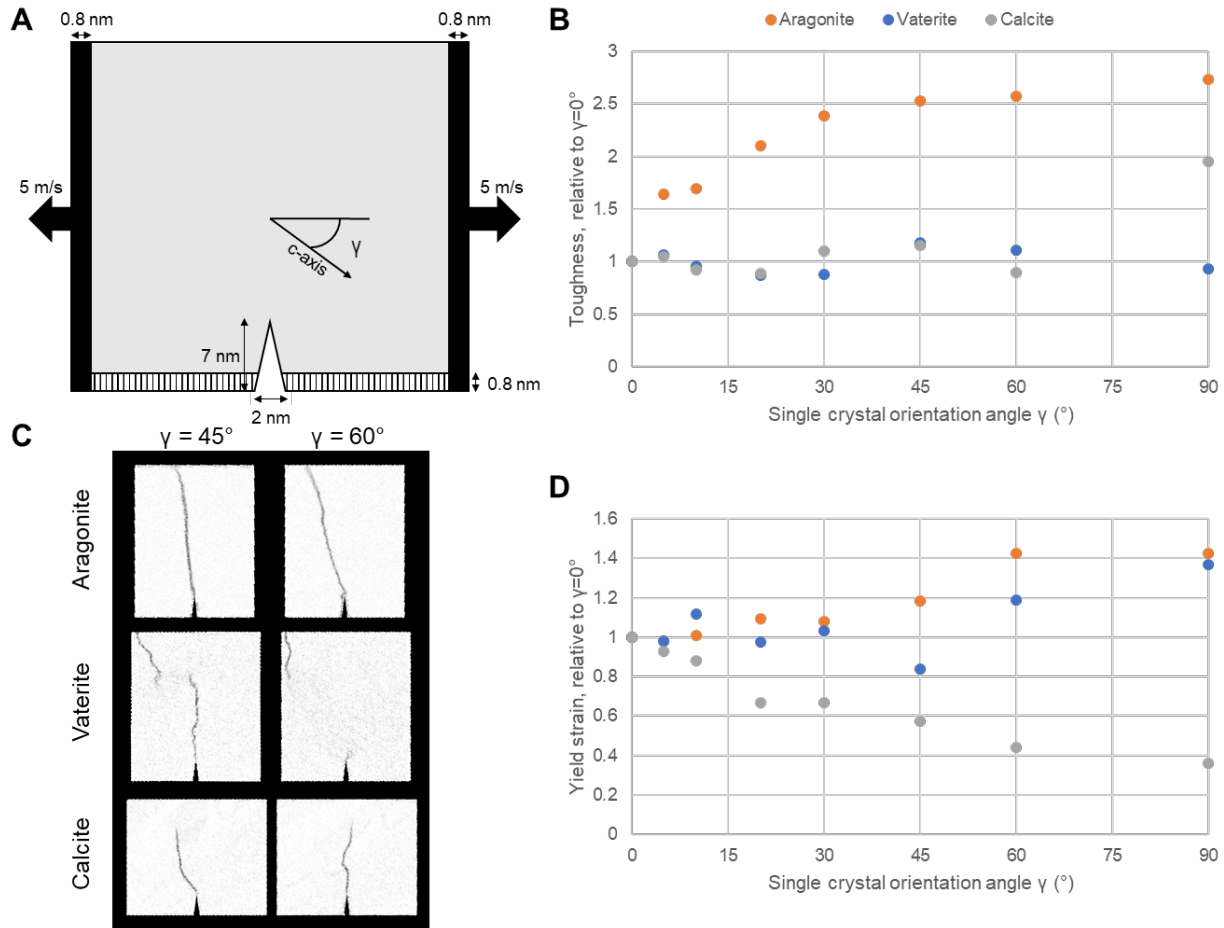 A
0.8 nm
0.8 nm
5 m/s
5 m/s
c-axis
γ
7 nm
0.8 nm
2 nm
B
Aragonite
Vaterite
Calcite
Toughness, relative to γ=0°
3
2.5
2
1.5
1
0.5
0
0
15
30
45
60
75
90
Single crystal orientation angle γ (°)
C
γ = 45°
γ = 60°
Aragonite
Vaterite
Calcite
D
Yield strain, relative to γ=0°
1.6
1.4
1.2
1
0.8
0.6
0.4
0.2
0
0
15
30
45
60
75
90
Single crystal orientation angle γ (°)